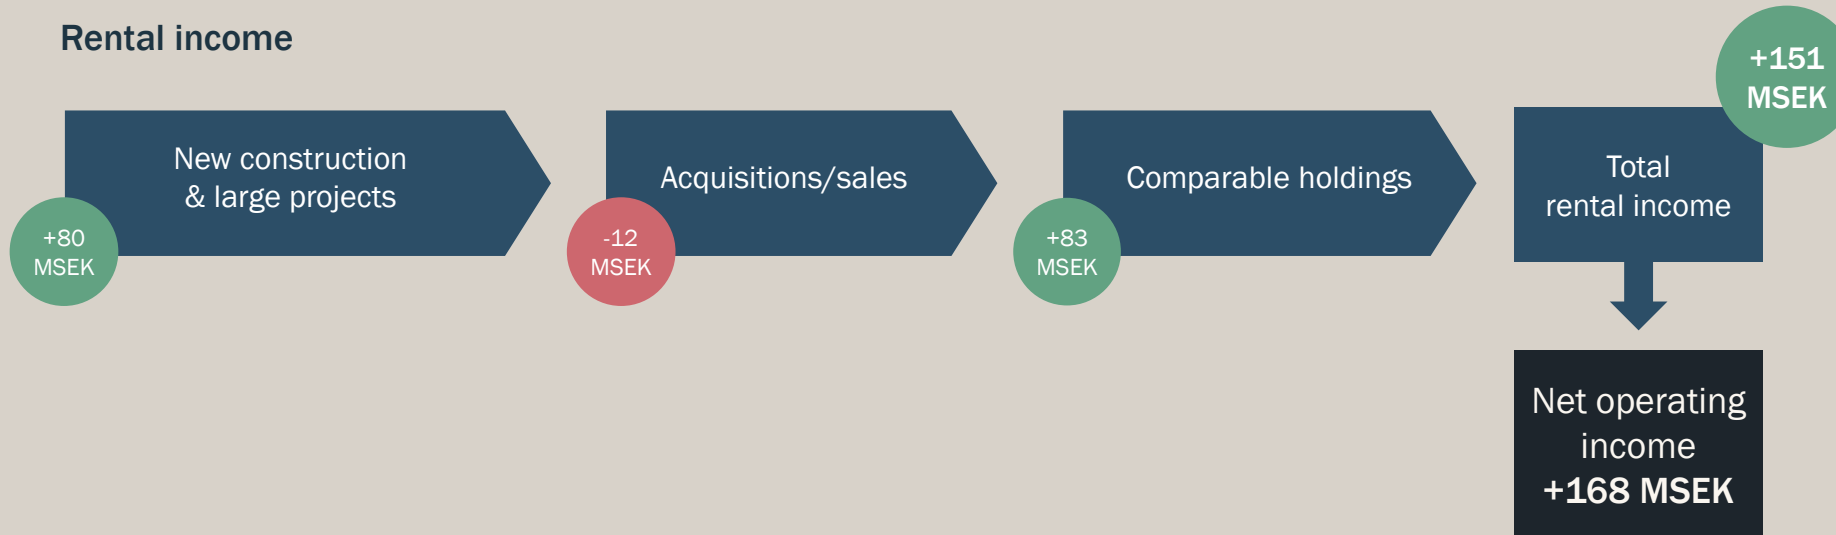 Rental income
New construction
& large projects
+80
MSEK
Acquisitions/sales
-12
MSEK
Comparable holdings
+83
MSEK
Total
rental income
+151
MSEK
Net operating
income
+168 MSEK